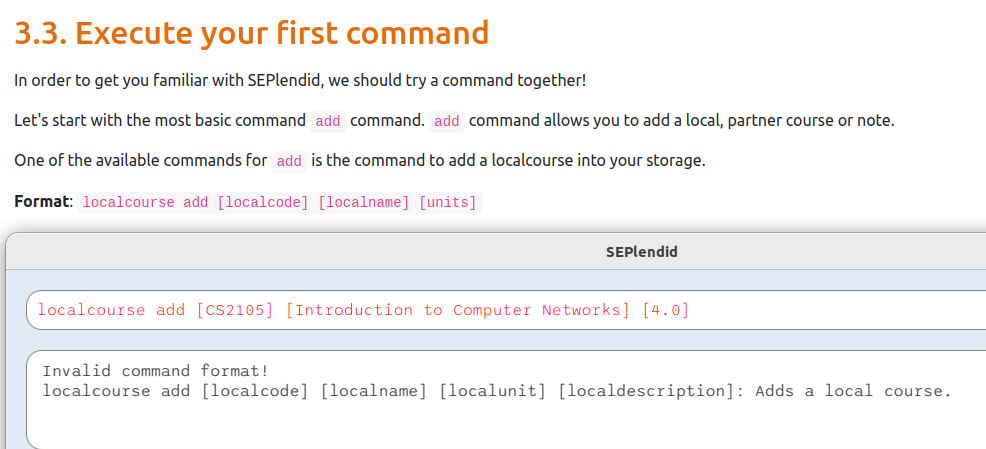 3.3. Execute your first command
In order to get you familiar with SEPlendid, we should try a command together!
Let's start with the most basic command add command. add command allows you to add a local, partner course or note.
One of the available commands for add is the command to add a localcourse into your storage.
Format: localcourse add [localcode] [localname] [units]
SEPlendid
localcourse add [CS2105] [Introduction to Computer Networks] [4.0]
Invalid command format!
localcourse add [localcode] [localname] [localunit] [localdescription]: Adds a local course.